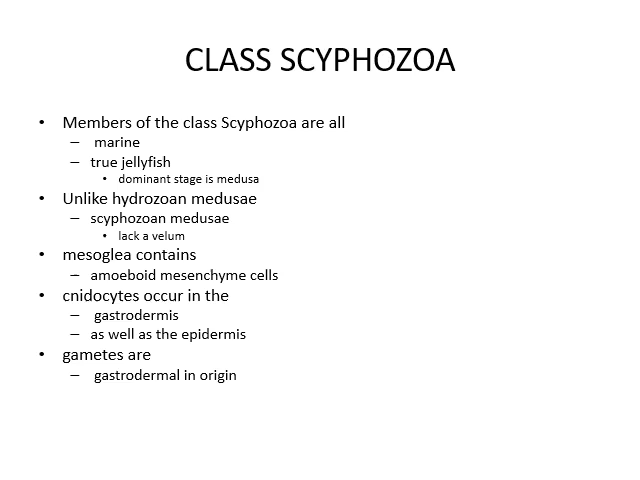 CLASS SCYPHOZOA
• Members of the class Scyphozoa are all
– marine
– true jellyfish
• dominant stage is medusa
• Unlike hydrozoan medusae
– scyphozoan medusae
• lack a velum
• mesoglea contains
– amoeboid mesenchyme cells
• cnidocytes occur in the
– gastrodermis
– as well as the epidermis
• gametes are
– gastrodermal in origin